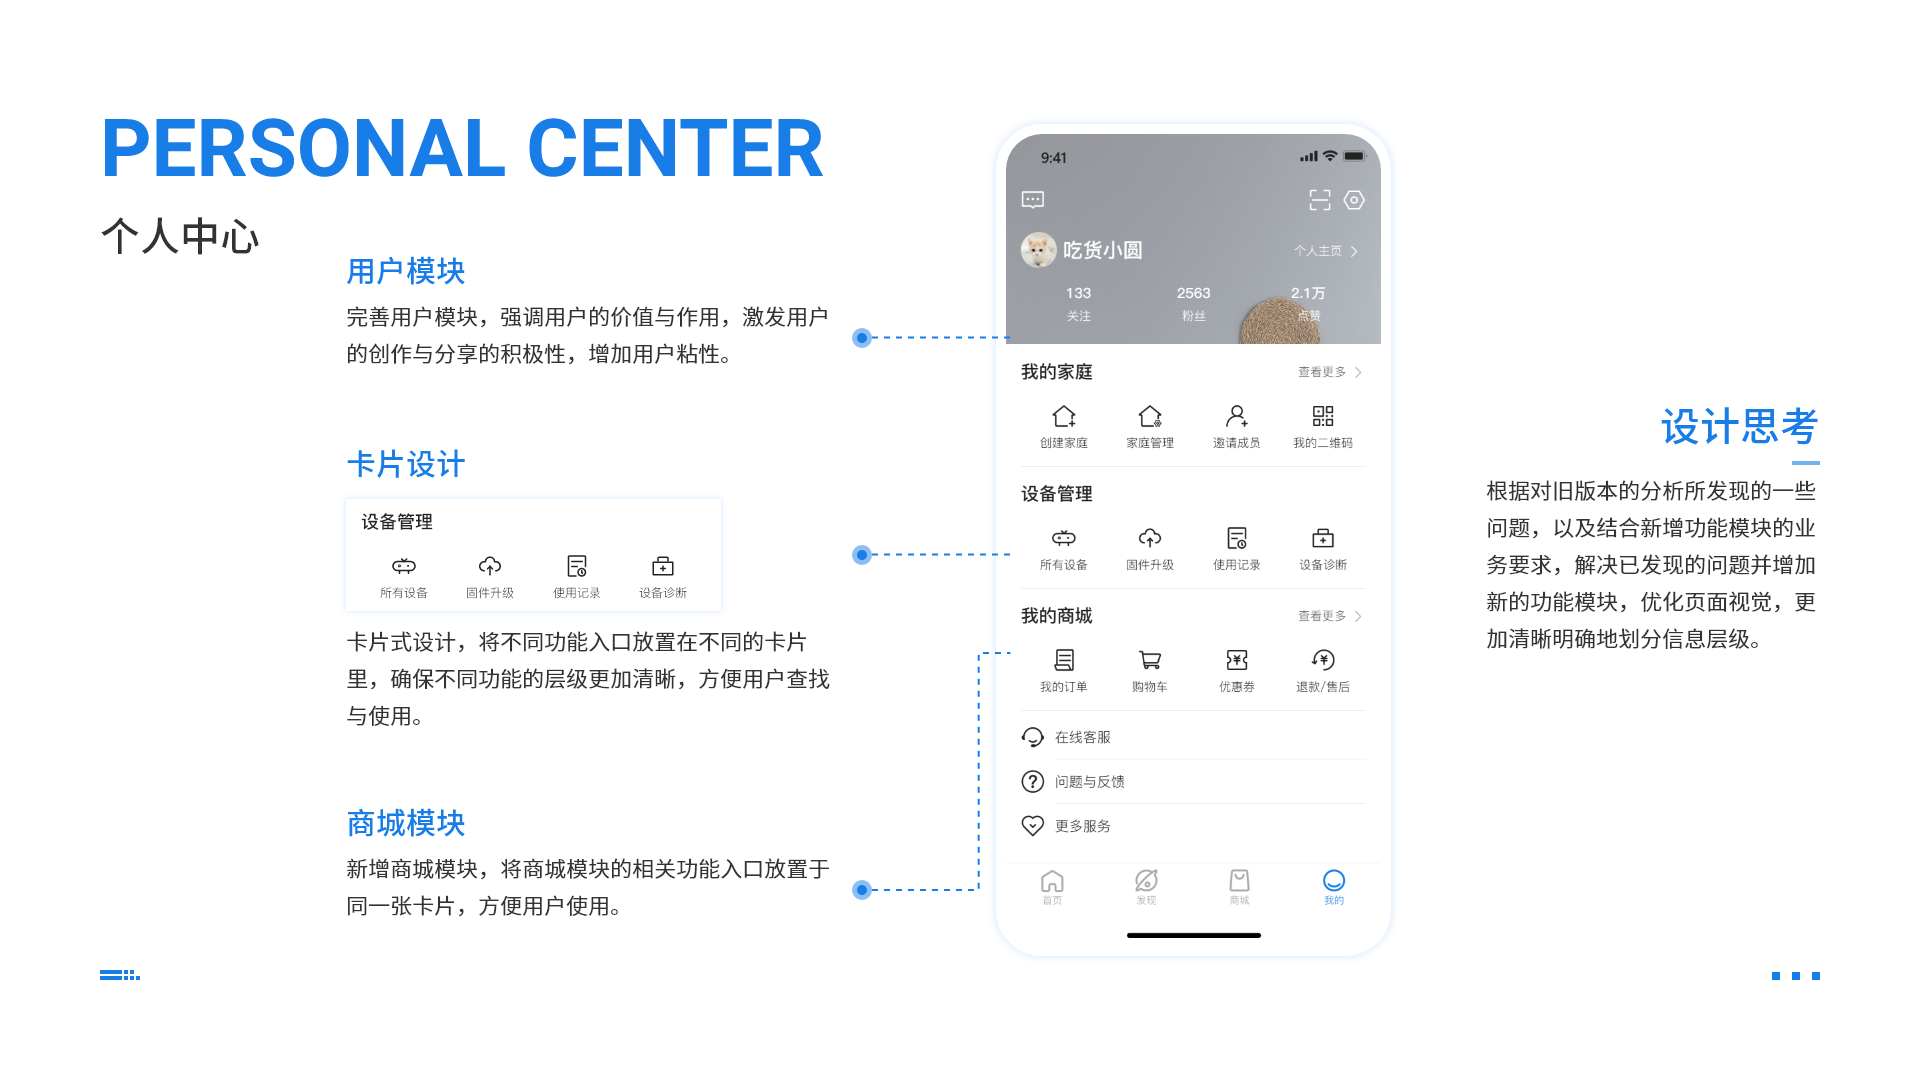 PERSONAL CENTER
个人中心
用户模块
完善用户模块，强调用户的价值与作用，激发用户
的创作与分享的积极性，增加用户粘性。
卡片设计
设备管理
所有设备 固件升级 使用记录 设备诊断
卡片式设计，将不同功能入口放置在不同的卡片
里，确保不同功能的层级更加清晰，方便用户查找
与使用。
商城模块
新增商城模块，将商城模块的相关功能入口放置于
同一张卡片，方便用户使用。
9:41
吃货小圆 个人主页
133 2563 2.1万
关注 粉丝 点赞
我的家庭 查看更多
创建家庭 家庭管理 邀请成员 我的二维码
设备管理
所有设备 固件升级 使用记录 设备诊断
我的商城 查看更多
我的订单 购物车 优惠券 退款/售后
在线客服
问题与反馈
更多服务
首页 发现 商城 我的
设计思考
根据对旧版本的分析所发现的一些
问题，以及结合新增功能模块的业
务要求，解决已发现的问题并增加
新的功能模块，优化页面视觉，更
加清晰明确地划分信息层级。